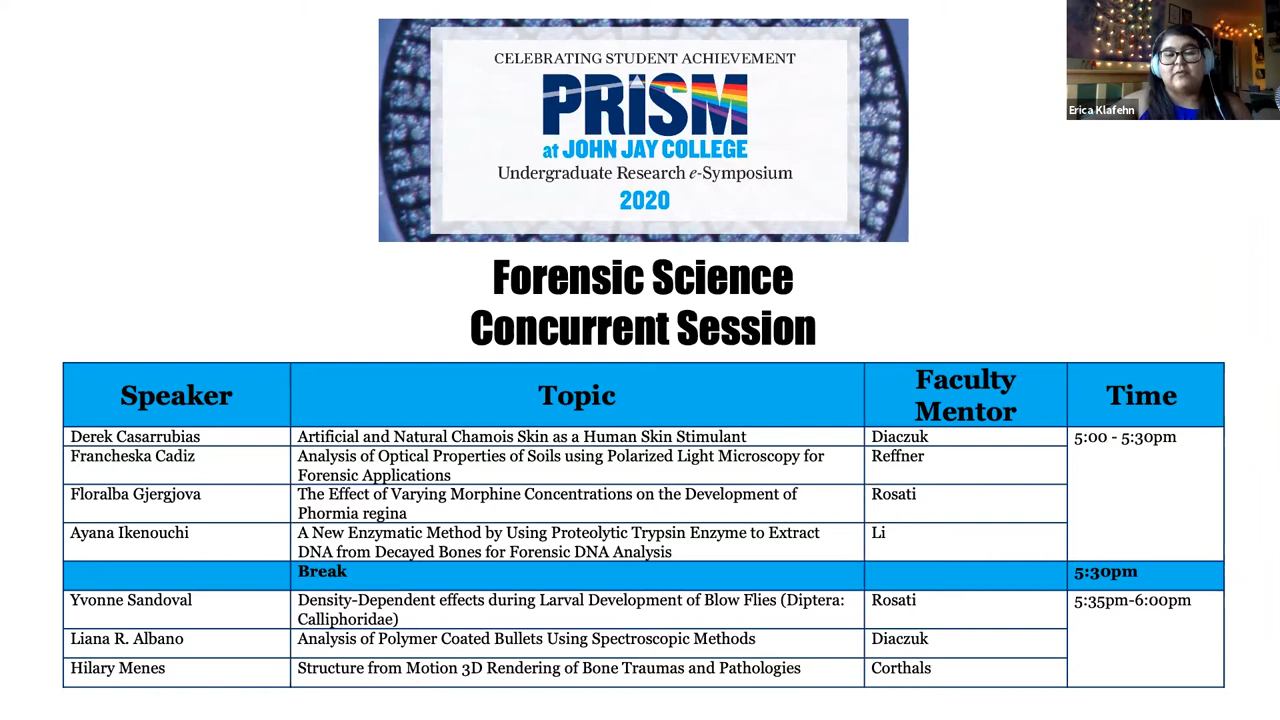 CELEBRATING STUDENT ACHIEVEMENT
PRISM
at JOHN JAY COLLEGE
Undergraduate Research e-Symposium
2020
Erica Klafehn
Forensic Science
Concurrent Session
Speaker Topic Faculty Mentor Time
Derek Casarrubias Artificial and Natural Chamois Skin as a Human Skin Stimulant Diaczuk 5:00 - 5:30pm
Francheska Cadiz Analysis of Optical Properties of Soils using Polarized Light Microscopy for Reffner
Forensic Applications
Floralba Gjergjova The Effect of Varying Morphine Concentrations on the Development of Rosati
Phormia regina
Ayana Ikenouchi A New Enzymatic Method by Using Proteolytic Trypsin Enzyme to Extract Li
DNA from Decayed Bones for Forensic DNA Analysis
Break 5:30pm
Yvonne Sandoval Density-Dependent effects during Larval Development of Blow Flies (Diptera: Rosati 5:35pm-6:00pm
Calliphoridae)
Liana R. Albano Analysis of Polymer Coated Bullets Using Spectroscopic Methods Diaczuk
Hilary Menes Structure from Motion 3D Rendering of Bone Traumas and Pathologies Corthals